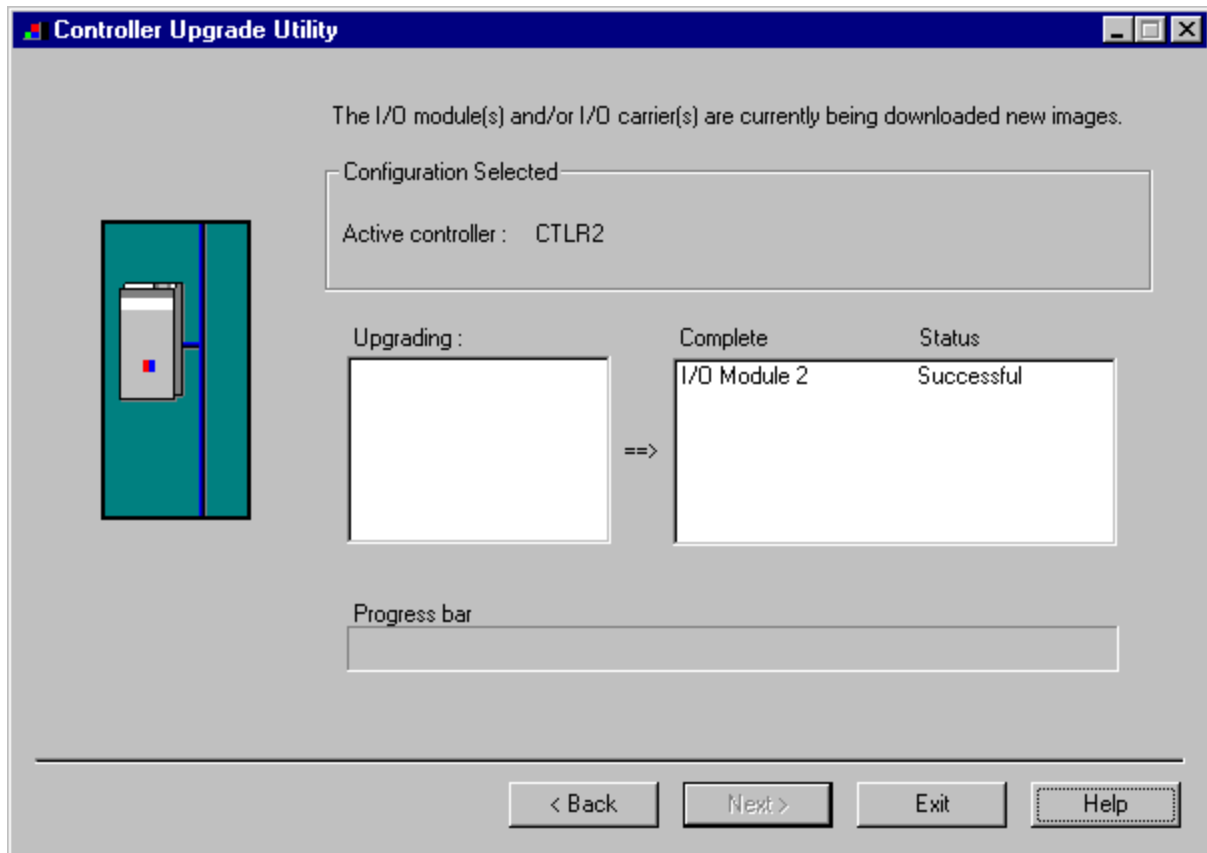 Controller Upgrade Utility
The I/O module(s) and/or I/O carrier(s) are currently being downloaded new images.
Configuration Selected
Active controller : CTLR2
Upgrading :
Complete Status
I/O Module 2 Successful
==>
Progress bar
< Back Next > Exit Help